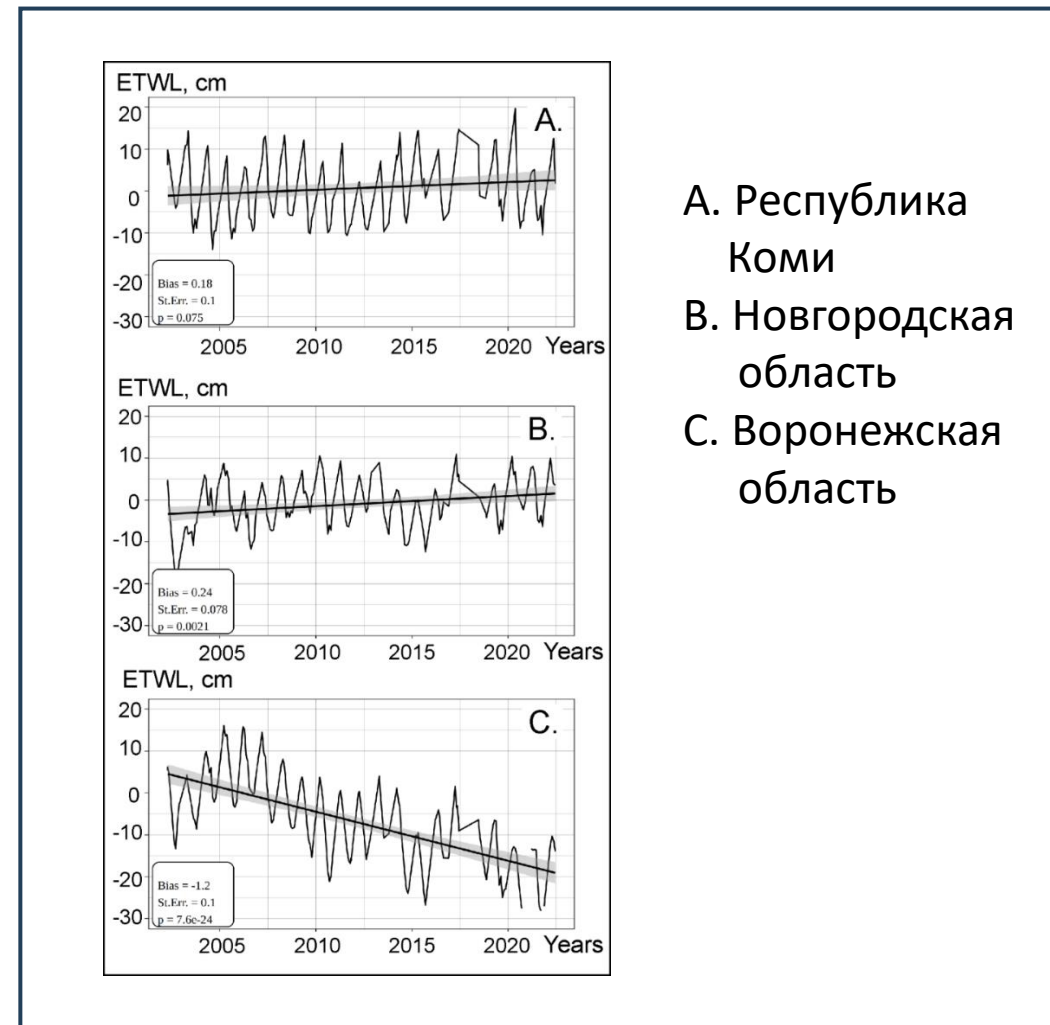 ETWL, cm
20
A.
10
0
-10
-20
Bias = 0.18
St.Err. = 0.1
-30
p = 0.075
2005 2010 2015 2020 Years
ETWL, cm
20
B.
10
0
-10
-20
Bias = 0.24
St.Err. = 0.078
-30
p = 0.0021
2005 2010 2015 2020 Years
ETWL, cm
20
C.
10
0
-10
-20
Bias = -1.2
St.Err. = 0.1
-30
p = 7.6e-24
2005 2010 2015 2020 Years
А. Республика
Коми
В. Новгородская
область
С. Воронежская
область